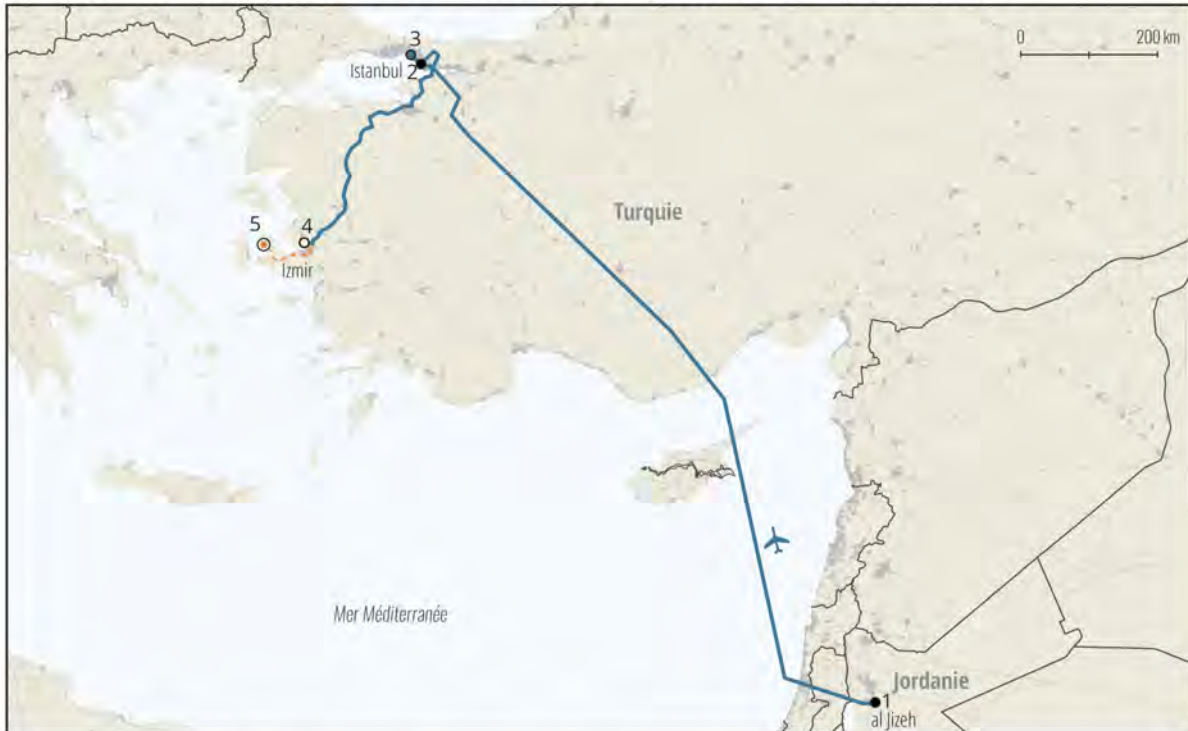 3
0 200 km
Istanbul 2
Turquie
5 4
Izmir
Mer Méditerranée
Jordanie
1
al Jizeh